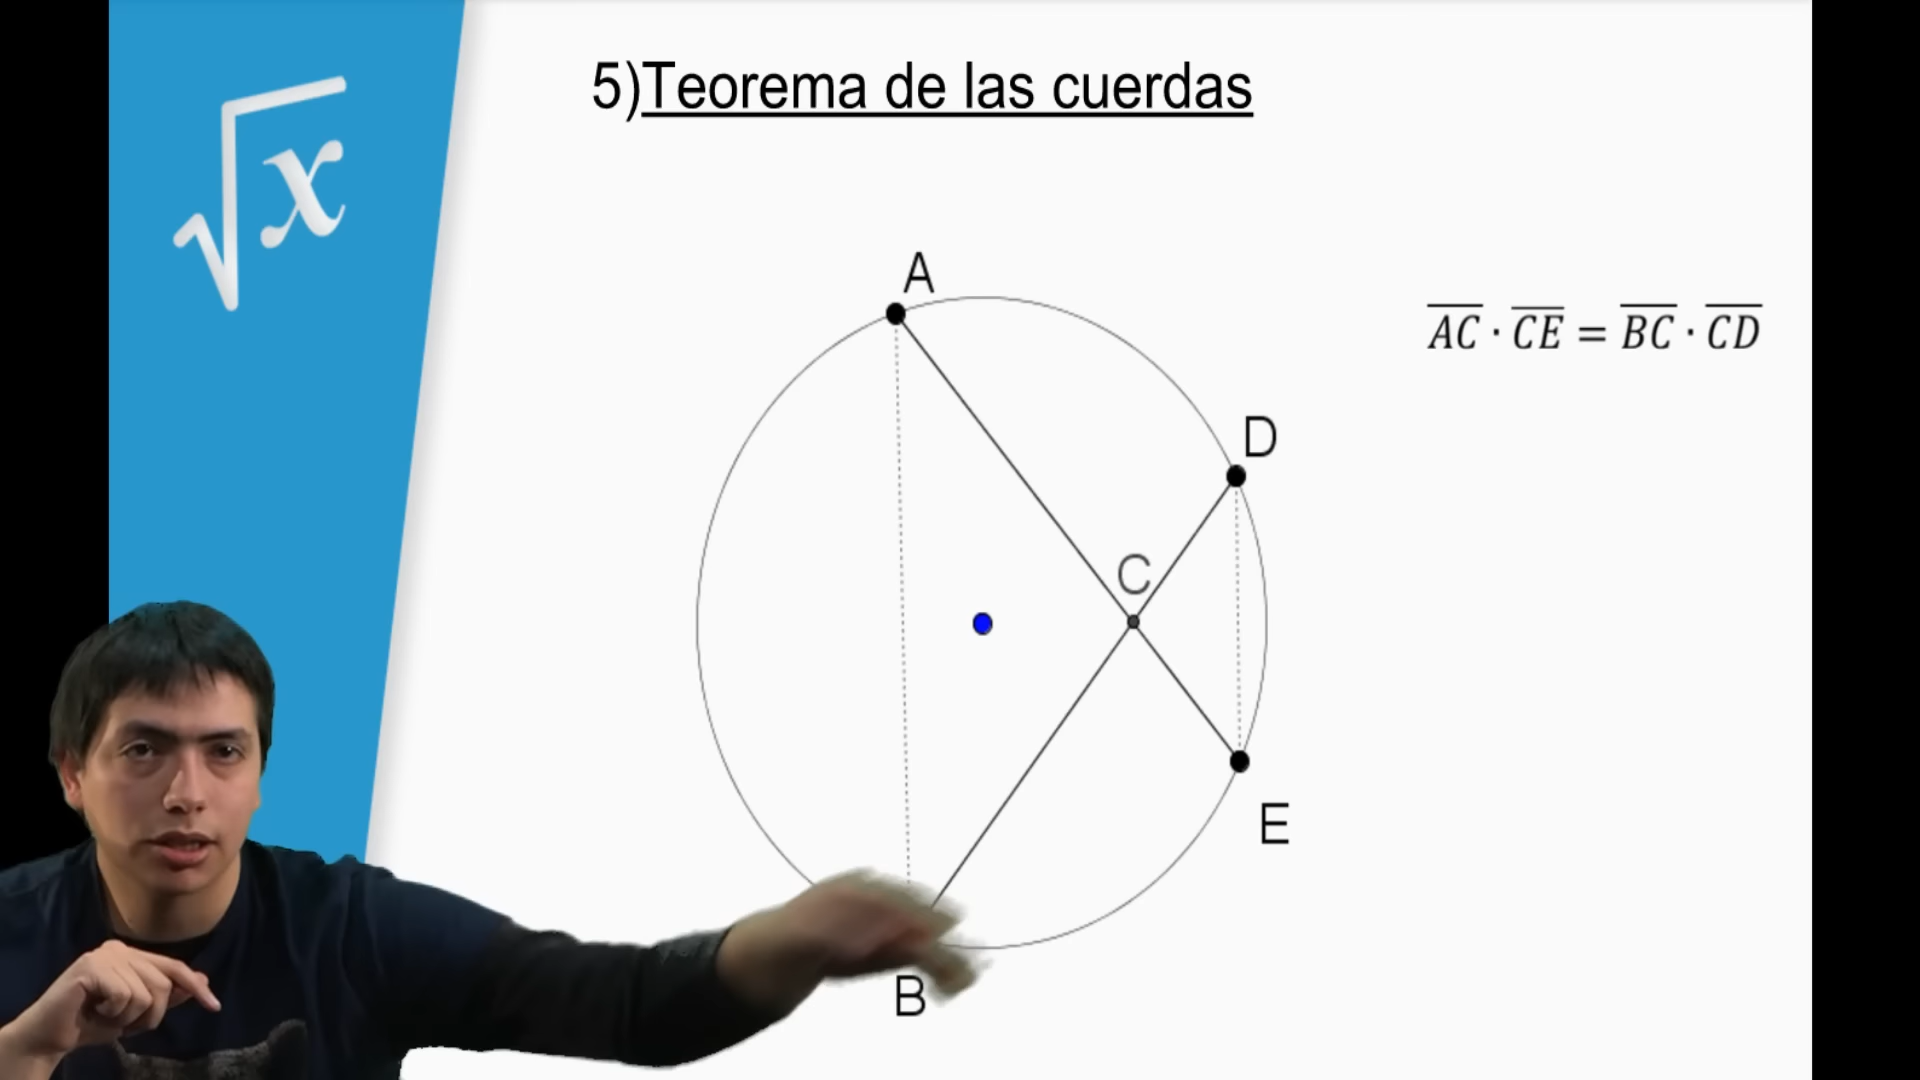 √x
5)Teorema de las cuerdas
A
D
C
E
B
AC · CE = BC · CD